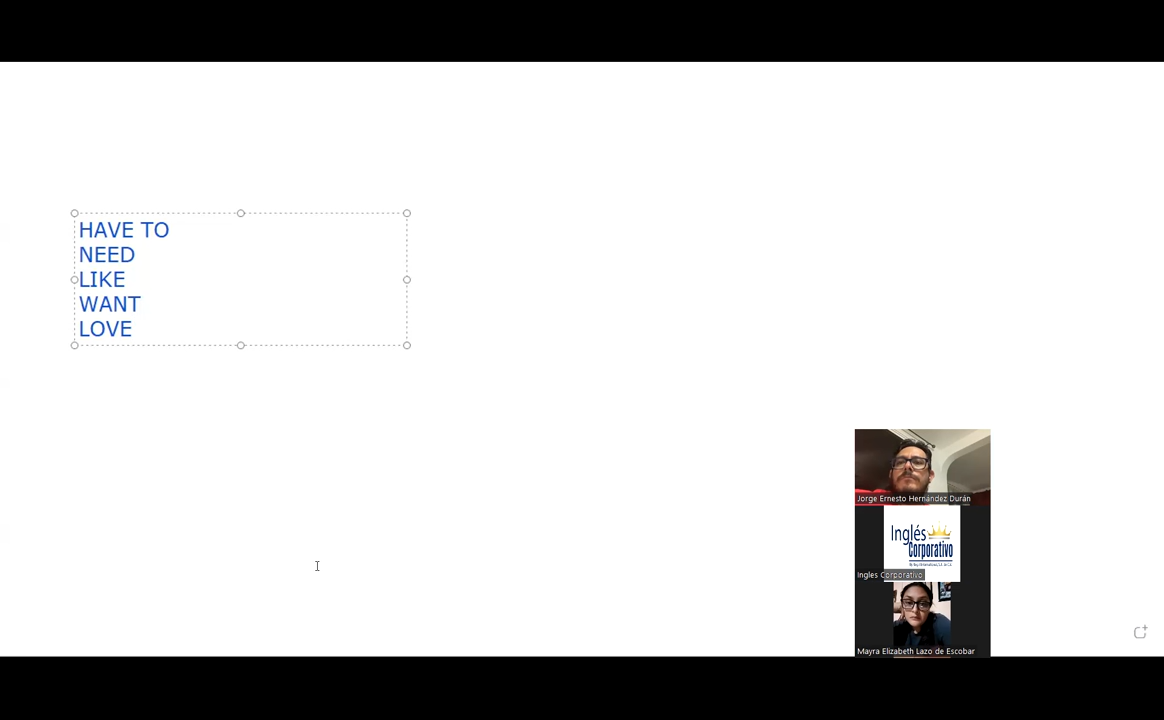 HAVE TO
NEED
LIKE
WANT
LOVE
Jorge Ernesto Hernández Durán
Inglés
Corporativo
Ingles Corporativo
Mayra Elizabeth Lazo de Escobar